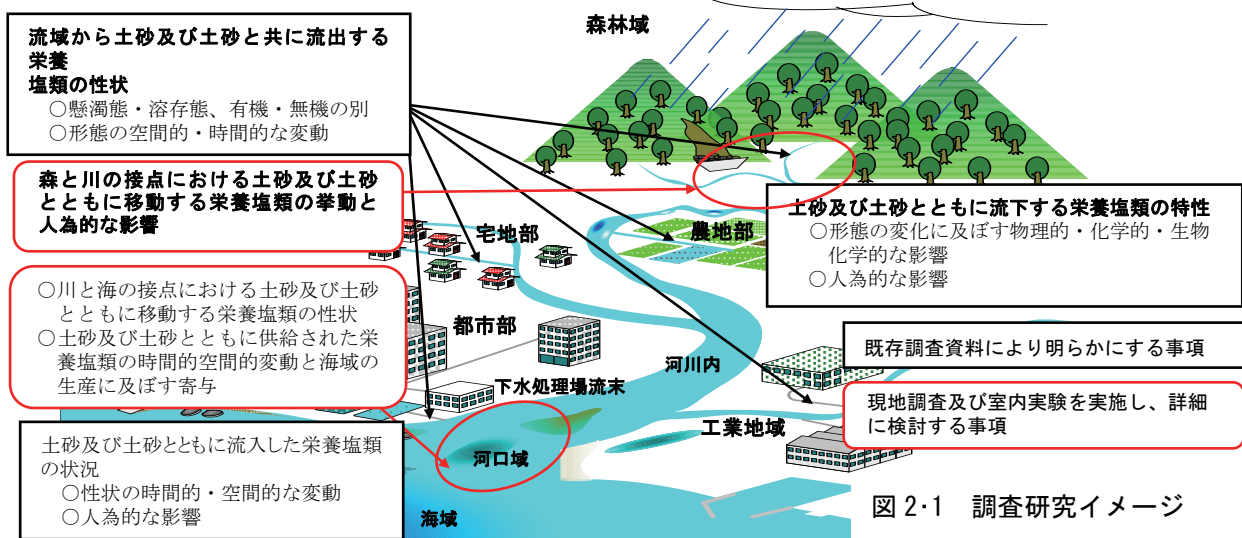 森林域
流域から土砂及び土砂と共に流出する
栄養
塩類の性状
○懸濁態・溶存態、有機・無機の別
○形態の空間的・時間的な変動
森と川の接点における土砂及び土砂
とともに移動する栄養塩類の挙動と
人為的な影響
宅地部
農地部
土砂及び土砂とともに流下する栄養塩類の特性
○形態の変化に及ぼす物理的・化学的・生物
化学的な影響
○人為的な影響
○川と海の接点における土砂及び土砂
とともに移動する栄養塩類の性状
○土砂及び土砂とともに供給された栄
養塩類の時間的空間的変動と海域の
生産に及ぼす寄与
都市部
河川内
下水処理場流末
既存調査資料により明らかにする事項
現地調査及び室内実験を実施し、詳細
に検討する事項
工業地域
土砂及び土砂とともに流入した栄養塩類
の状況
○性状の時間的・空間的な変動
○人為的な影響
河口域
海域
図 2・1 調査研究イメージ